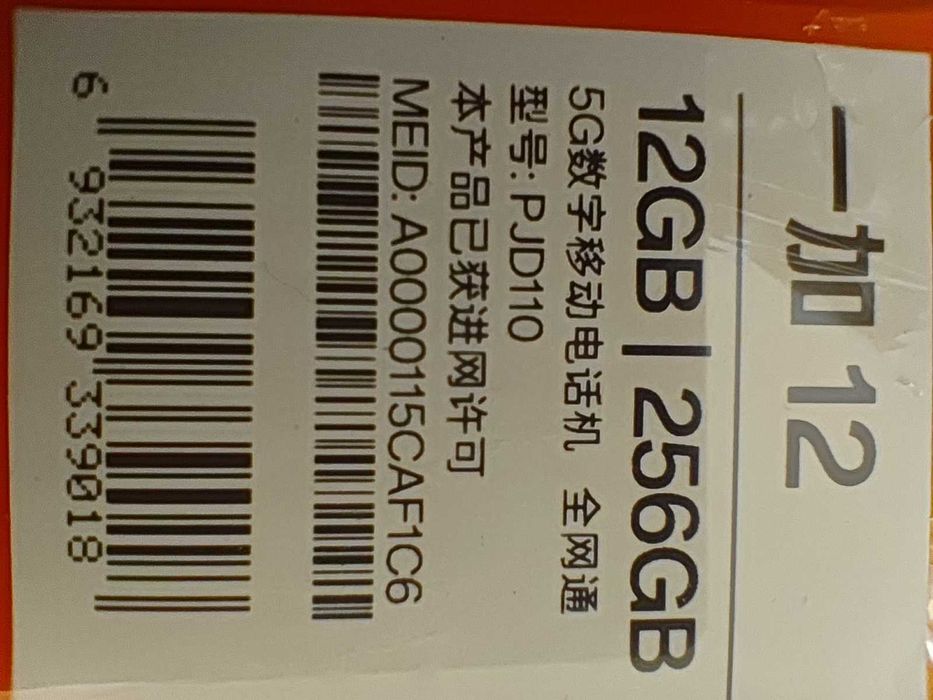 一加 12
12GB | 256GB
5G数字移动电话机 全网通
型号: PJD110
本产品已获进网许可
MEID: A0000115CAF1C6
6 932169 339018